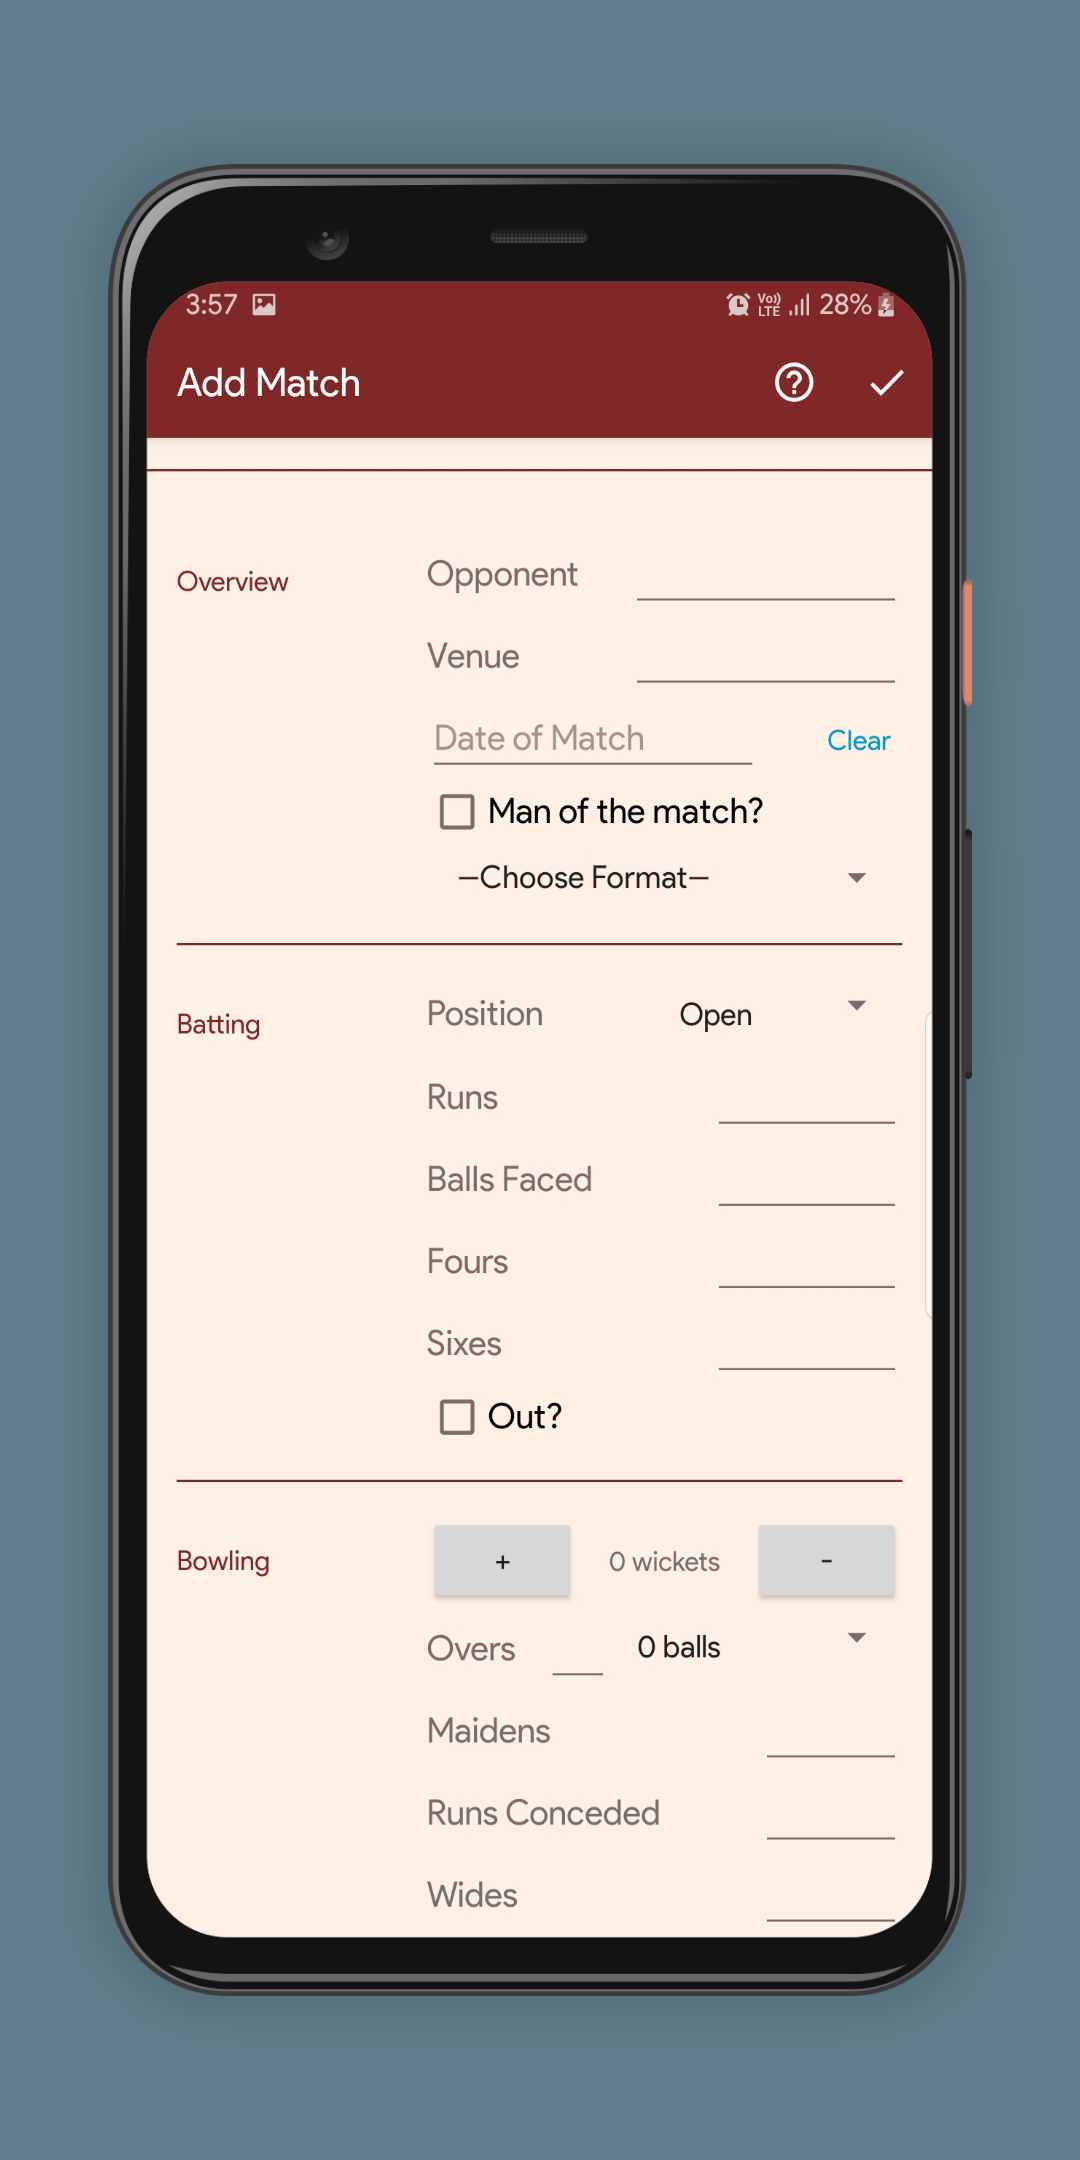 3:57 Vo)) LTE 28%
Add Match
Overview
Opponent
Venue
Date of Match Clear
Man of the match?
—Choose Format—
Batting
Position Open
Runs
Balls Faced
Fours
Sixes
Out?
Bowling + 0 wickets -
Overs 0 balls
Maidens
Runs Conceded
Wides